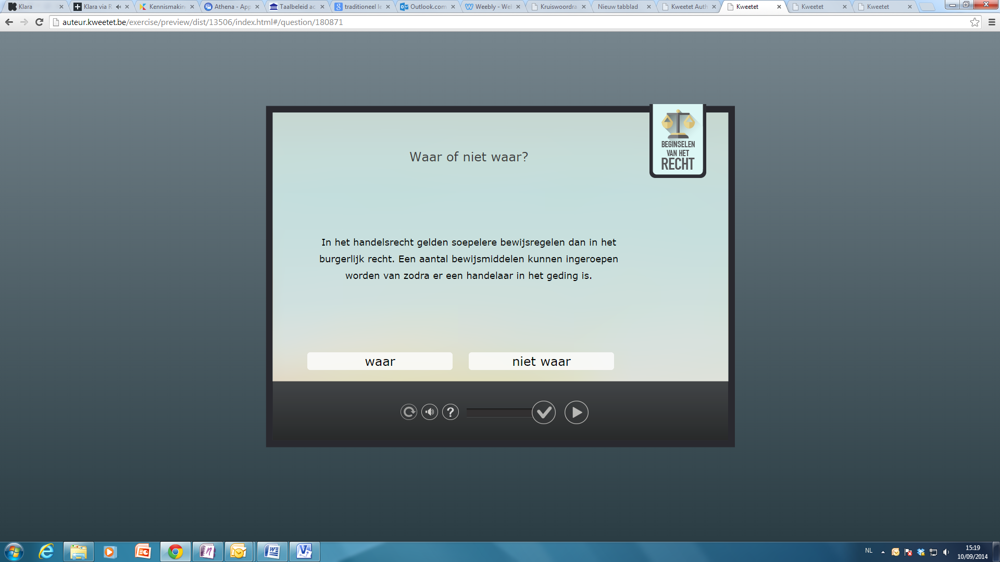 Klara
Klara via R
Kennismakin
Athena - App
Taalbeleid ac
traditioneel le
Outlook.com
Weebly - Wel
Kruiswoordra
Nieuw tabblad
Kweetet Auth
Kweetet
Kweetet
Kweetet
auteur.kweetet.be/exercise/preview/dist/13506/index.html#/question/180871
BEGINSELEN
VAN HET
RECHT
Waar of niet waar?
In het handelsrecht gelden soepelere bewijsregelen dan in het
burgerlijk recht. Een aantal bewijsmiddelen kunnen ingeroepen
worden van zodra er een handelaar in het geding is.
waar
niet waar
?
NL
15:19
10/09/2014